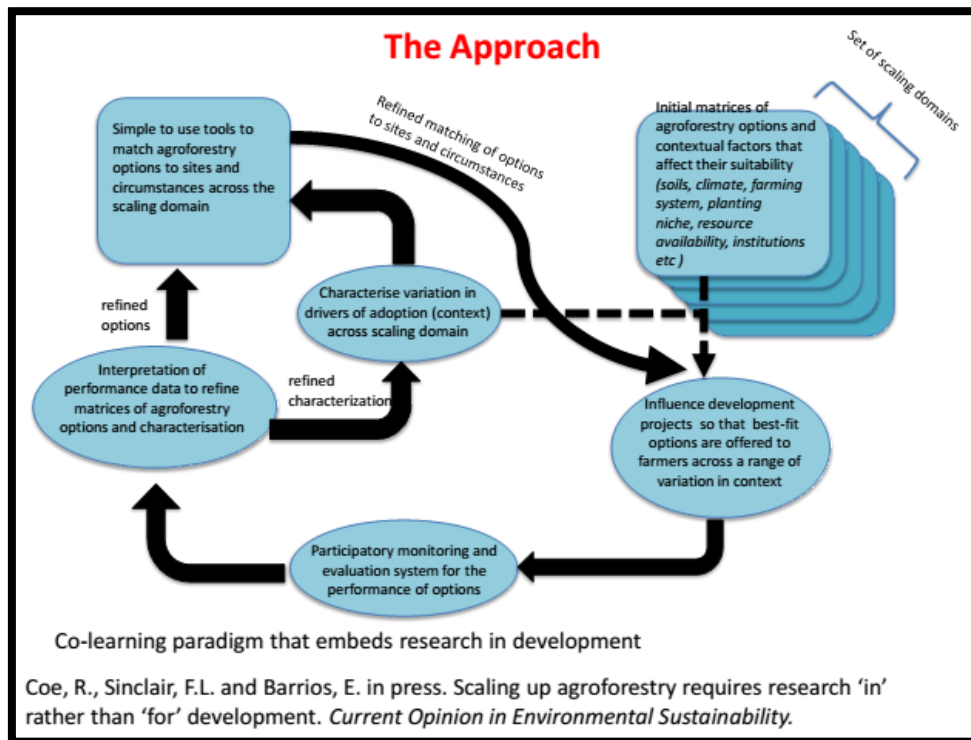 The Approach
Set of scaling domains
Simple to use tools to
match agroforestry
options to sites and
circumstances across the
scaling domain
Refined matching of options
to sites and circumstances
Initial matrices of
agroforestry options and
contextual factors that
affect their suitability
(soils, climate, farming
system, planting
niche, resource
availability, institutions
etc )
Characterise variation in
drivers of adoption (context)
across scaling domain
refined
options
Interpretation of
performance data to refine
matrices of agroforestry
options and characterisation
refined
characterization
Influence development
projects so that best-fit
options are offered to
farmers across a range of
variation in context
Participatory monitoring and
evaluation system for the
performance of options
Co-learning paradigm that embeds research in development
Coe, R., Sinclair, F.L. and Barrios, E. in press. Scaling up agroforestry requires research ‘in’
rather than ‘for’ development. Current Opinion in Environmental Sustainability.